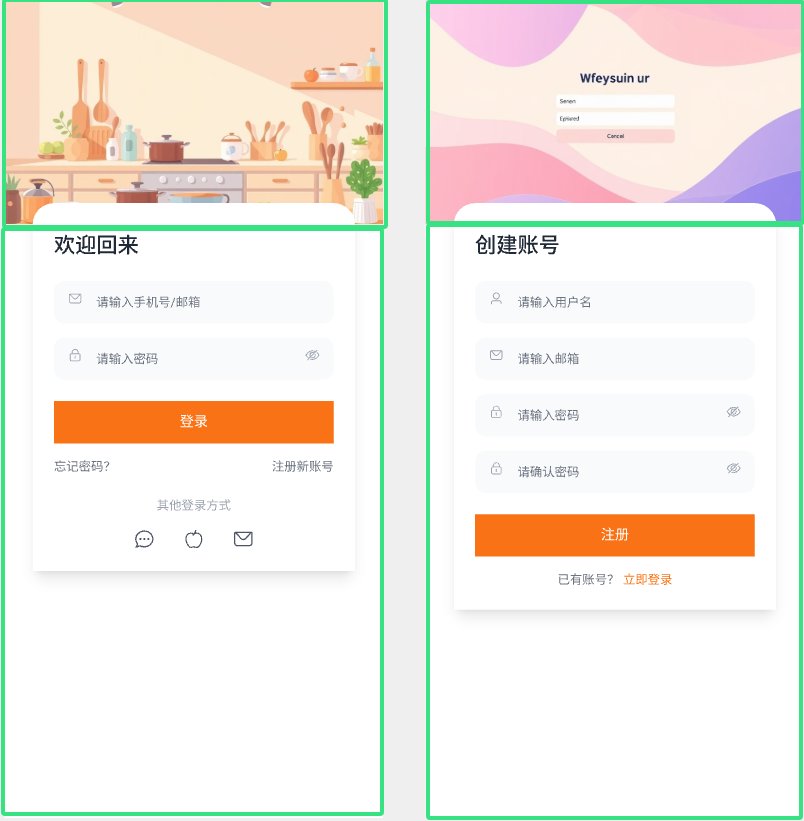 欢迎回来
请输入手机号/邮箱
请输入密码
登录
忘记密码?
注册新账号
其他登录方式
Wfeysuin ur
Senen
Epiured
Cencel
创建账号
请输入用户名
请输入邮箱
请输入密码
请确认密码
注册
已有账号? 立即登录